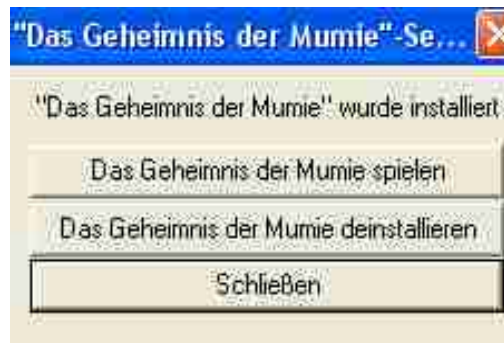 "Das Geheimnis der Mumie"-Se...
"Das Geheimnis der Mumie" wurde installiert
Das Geheimnis der Mumie spielen
Das Geheimnis der Mumie deinstallieren
Schließen